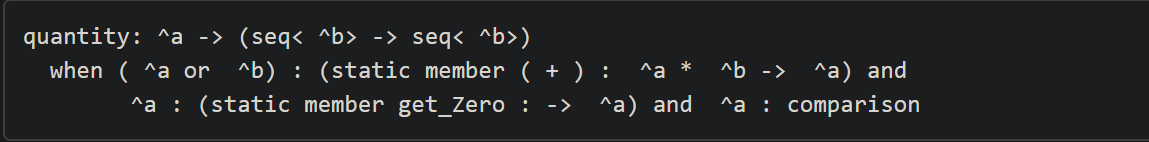 quantity: ^a -> (seq< ^b> -> seq< ^b>)
  when ( ^a or  ^b) : (static member ( + ) :  ^a *  ^b ->  ^a) and
        ^a : (static member get_Zero : ->  ^a) and  ^a : comparison